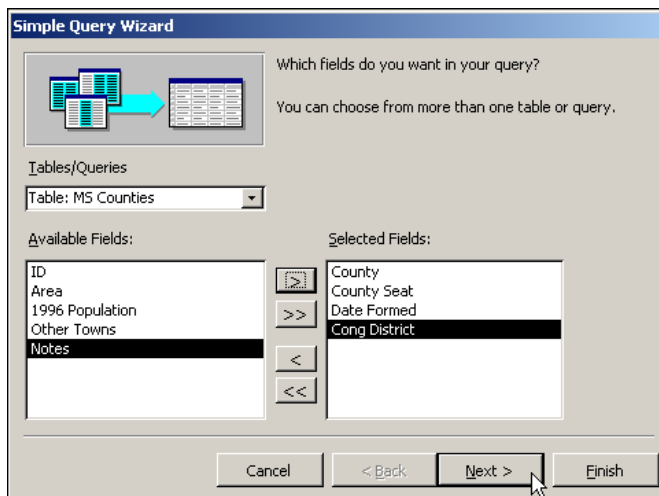 Simple Query Wizard
Which fields do you want in your query?
You can choose from more than one table or query.
Tables/Queries
Table: MS Counties
Available Fields:
ID
Area
1996 Population
Other Towns
Notes
>
>>
<
<<
Selected Fields:
County
County Seat
Date Formed
Cong District
Cancel
< Back
Next >
Finish